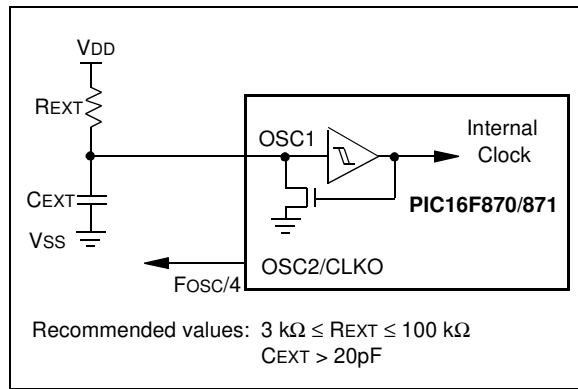 VDD
REXT
CEXT
VSS
OSC1
Internal
Clock
PIC16F870/871
FOSC/4
OSC2/CLKO
Recommended values: 3 kΩ ≤ REXT ≤ 100 kΩ
CEXT > 20pF